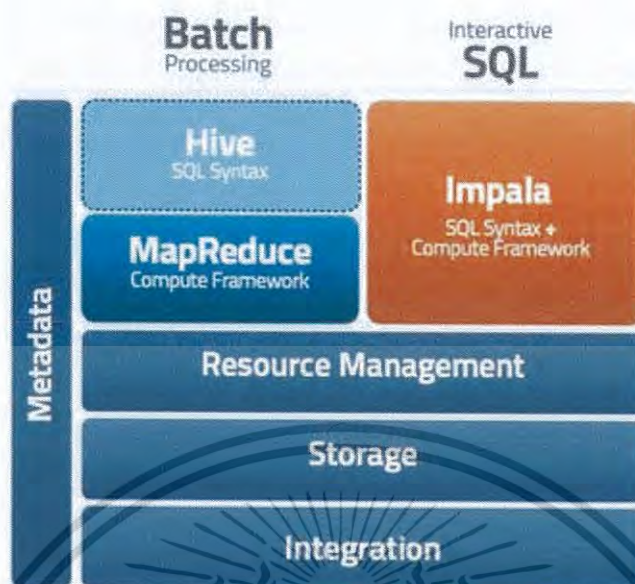 Batch
Processing
Interactive
SQL
Metadata
Hive
SQL Syntax
MapReduce
Compute Framework
Impala
SQL Syntax +
Compute Framework
Resource Management
Storage
Integration